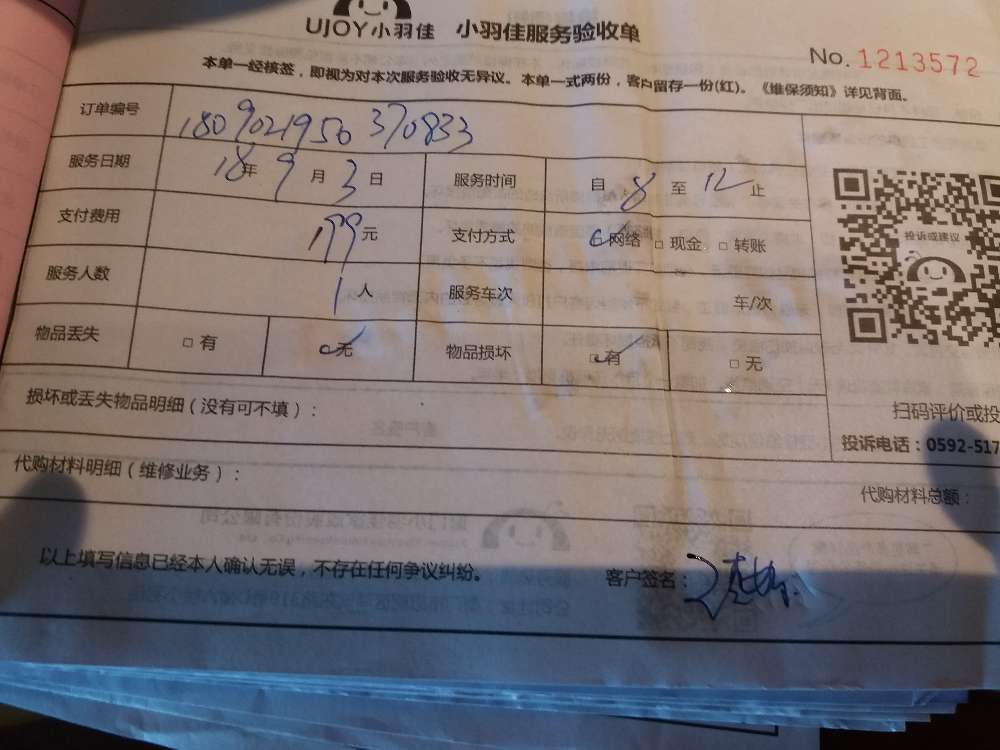 UJOY小羽佳 小羽佳服务验收单
No. 1213572
本单一经核签，即视为对本次服务验收无异议。本单一式两份，客户留存一份(红)。《维保须知》详见背面。
订单编号 180902195630833
服务日期 18年 9月 3日 服务时间 自 8 至 12 止
投诉或建议
支付费用 199元 支付方式 网络 □ 现金 □ 转账
服务人数 1人 服务车次 车/次
物品丢失 □ 有 无 物品损坏 有 □ 无
损坏或丢失物品明细（没有可不填）：
扫码评价或投
投诉电话：0592-517
代购材料明细（维修业务）：
代购材料总额：
以上填写信息已经本人确认无误，不存在任何争议纠纷。 客户签名：